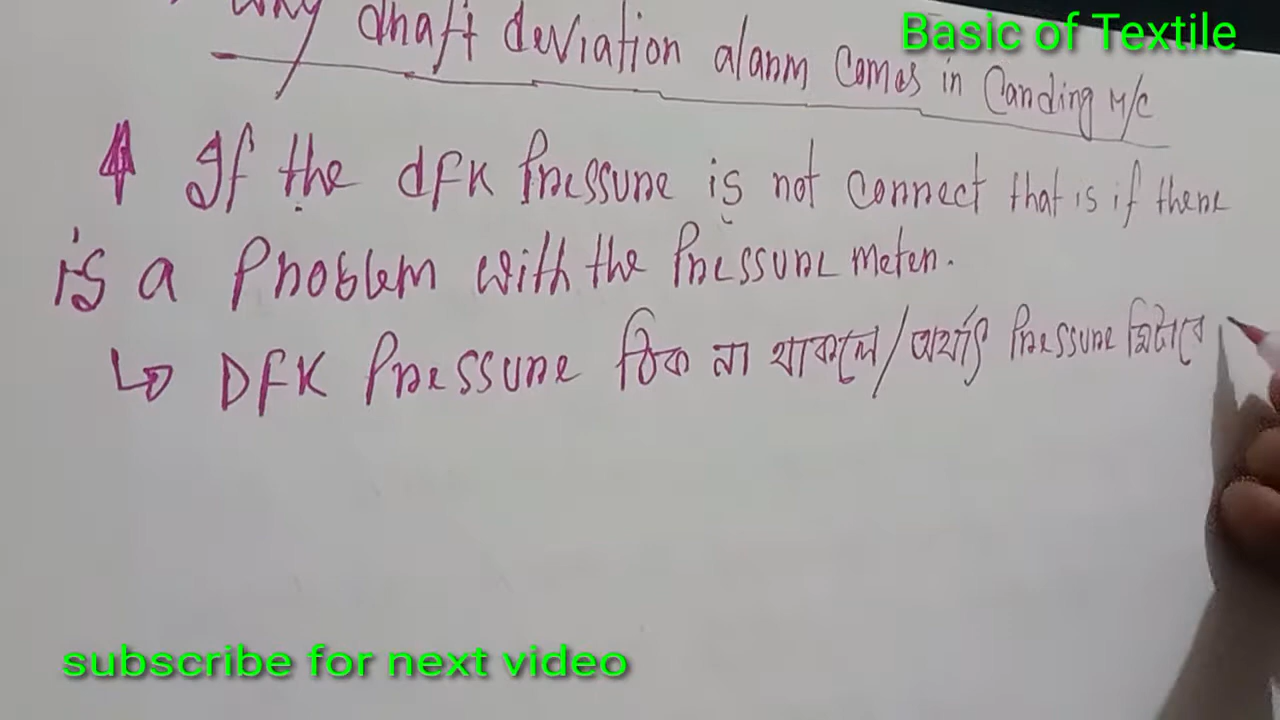 Basic of Textile
Why draft deviation alarm comes in Carding M/C
If the dFK Pressure is not correct that is if there
is a Problem with the Pressure meter.
↳ DFK Pressure ঠিক না থাকলে/অর্থাৎ Pressure মিটারে
subscribe for next video